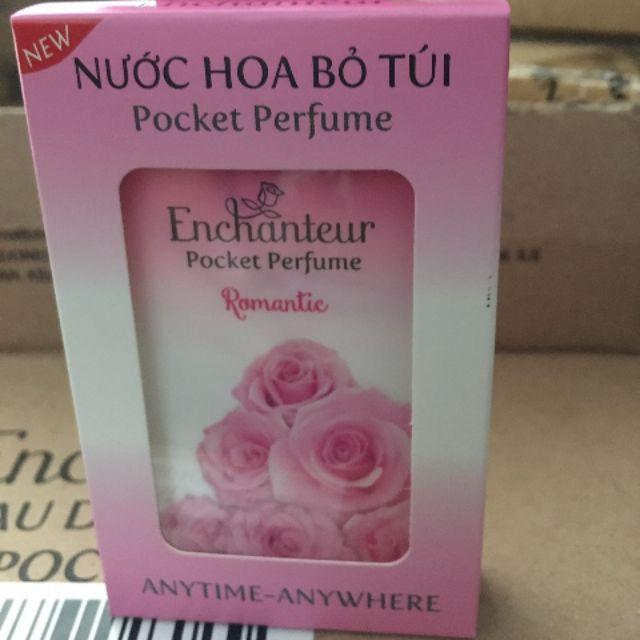 NEW
NƯỚC HOA BỎ TÚI
Pocket Perfume
Enchanteur
Pocket Perfume
Romantic
ANYTIME-ANYWHERE